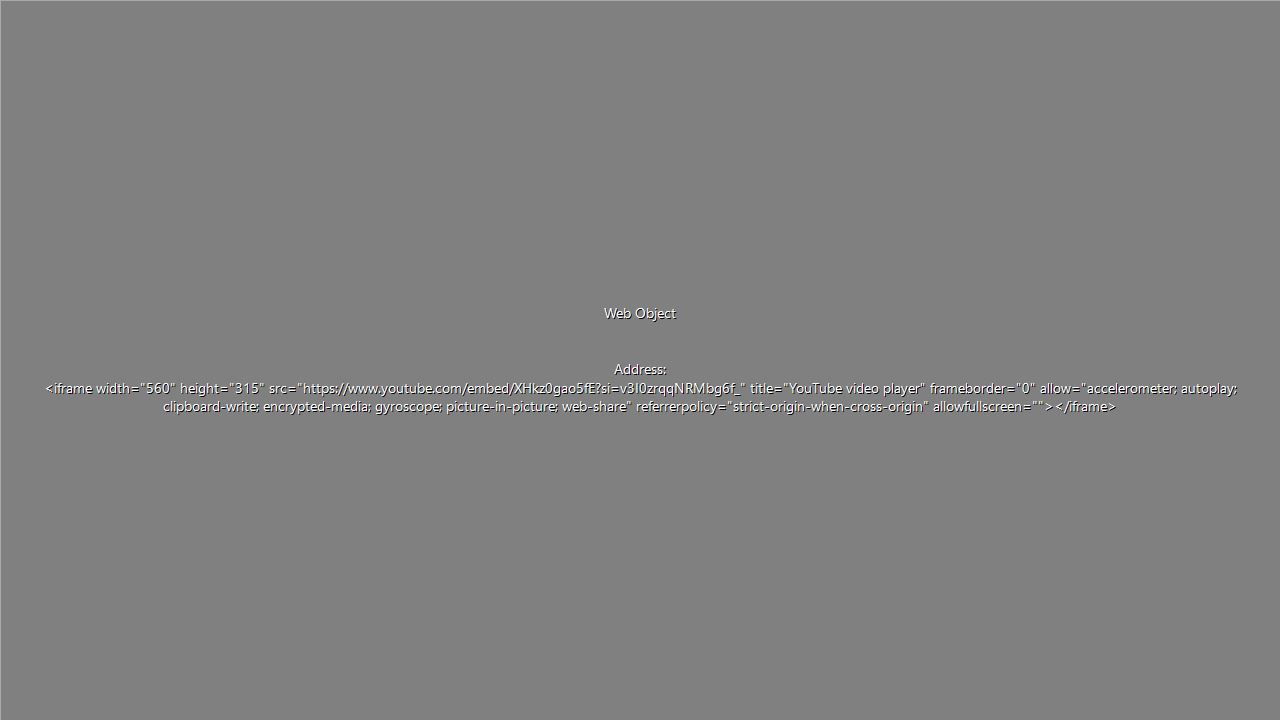 Web Object
Address:
<iframe width="560" height="315" src="https://www.youtube.com/embed/XHkz0gao5fE?si=v3I0zrqqNRMbg6f_" title="YouTube video player" frameborder="0" allow="accelerometer; autoplay;
clipboard-write; encrypted-media; gyroscope; picture-in-picture; web-share" referrerpolicy="strict-origin-when-cross-origin" allowfullscreen=""></iframe>